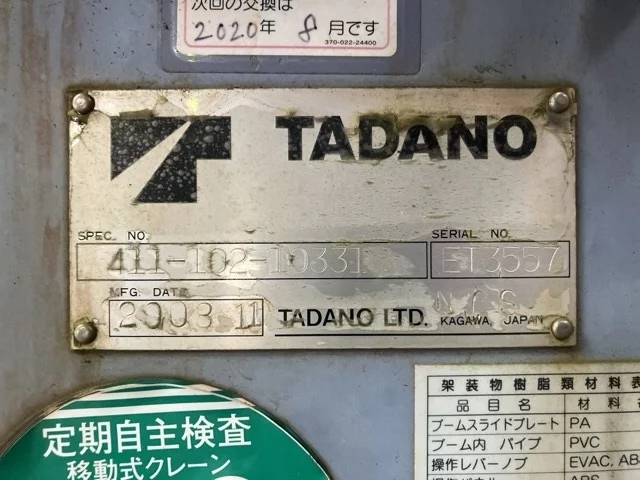 次回の交換は
2020年 8月です
370-022-24400
TADANO
SPEC. NO.
411-102-10331
SERIAL NO.
ET3557
MFG. DATE
2003 11
TADANO LTD.
N.Y.S
KAGAWA, JAPAN
定期自主検査
移動式クレーン
架装物樹脂類材料表
品目名 材料
ブームスライドプレート PA
ブーム内 パイプ PVC
操作レバーノブ EVAC, AB